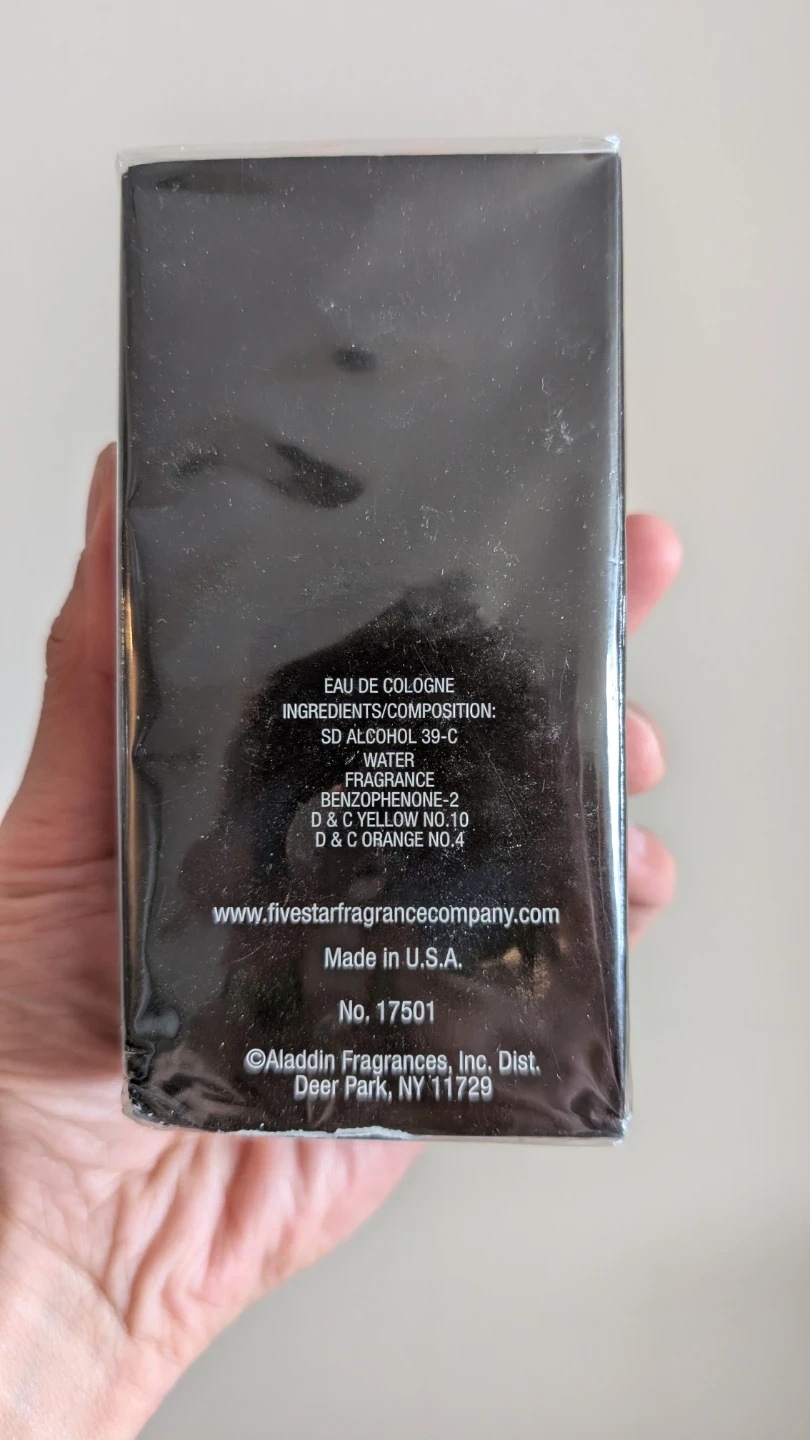 EAU DE COLOGNE
INGREDIENTS/COMPOSITION:
SD ALCOHOL 39-C
WATER
FRAGRANCE
BENZOPHENONE-2
D & C YELLOW NO.10
D & C ORANGE NO.4
www.fivestarfragrancecompany.com
Made in U.S.A.
No. 17501
©Aladdin Fragrances, Inc. Dist.
Deer Park, NY 11729